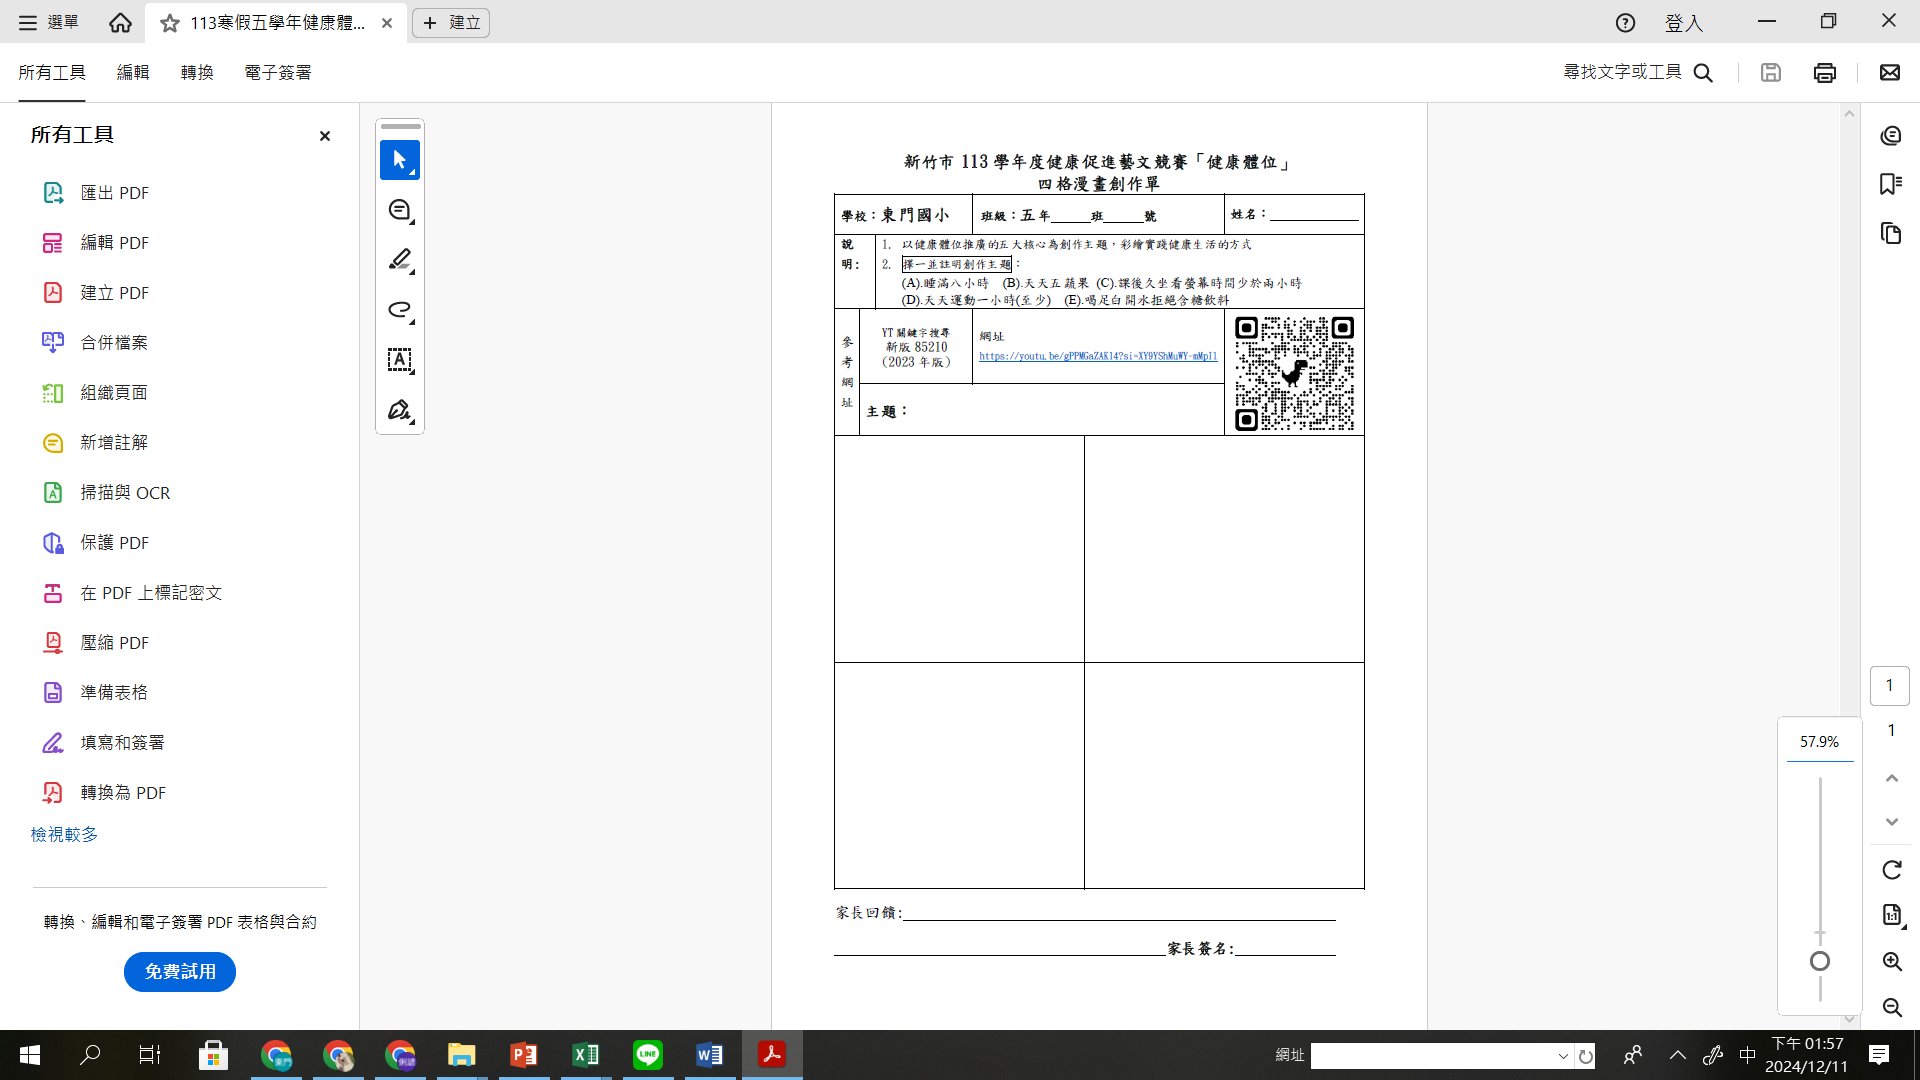 選單
113寒假五學年健康體...
建立
登入
所有工具
編輯
轉換
電子簽署
尋找文字或工具
所有工具
匯出 PDF
編輯 PDF
建立 PDF
合併檔案
組織頁面
新增註解
掃描與 OCR
保護 PDF
在 PDF 上標記密文
壓縮 PDF
準備表格
填寫和簽署
轉換為 PDF
檢視較多
轉換、編輯和電子簽署 PDF 表格與合約
免費試用
新竹市 113 學年度健康促進藝文競賽「健康體位」
四格漫畫創作單
學校：東門國小
班級：五年____班____號
姓名：__________
說明：
1. 以健康體位推廣的五大核心為創作主題，彩繪實踐健康生活的方式
2. 擇一並註明創作主題：
(A).睡滿八小時 (B).天天五蔬果 (C).課後久坐看螢幕時間少於兩小時
(D).天天運動一小時(至少) (E).喝足白開水拒絕含糖飲料
參考網址
YT 關鍵字搜尋
新版 85210
(2023 年版)
網址
https://youtu.be/gPPMGaZAKl4?si=XY9YShMuWY-mMpIl
主題：
家長回饋:
家長簽名:
1
1
57.9%
網址
中
下午 01:57
2024/12/11